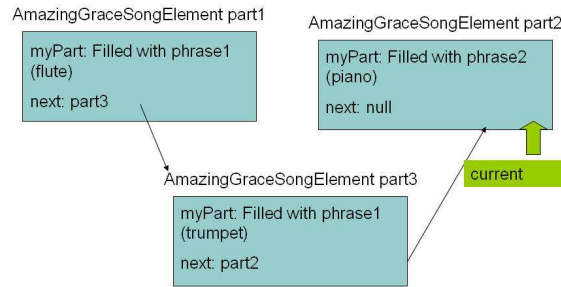 AmazingGraceSongElement part1
myPart: Filled with phrase1
(flute)
next: part3
AmazingGraceSongElement part2
myPart: Filled with phrase2
(piano)
next: null
current
AmazingGraceSongElement part3
myPart: Filled with phrase1
(trumpet)
next: part2